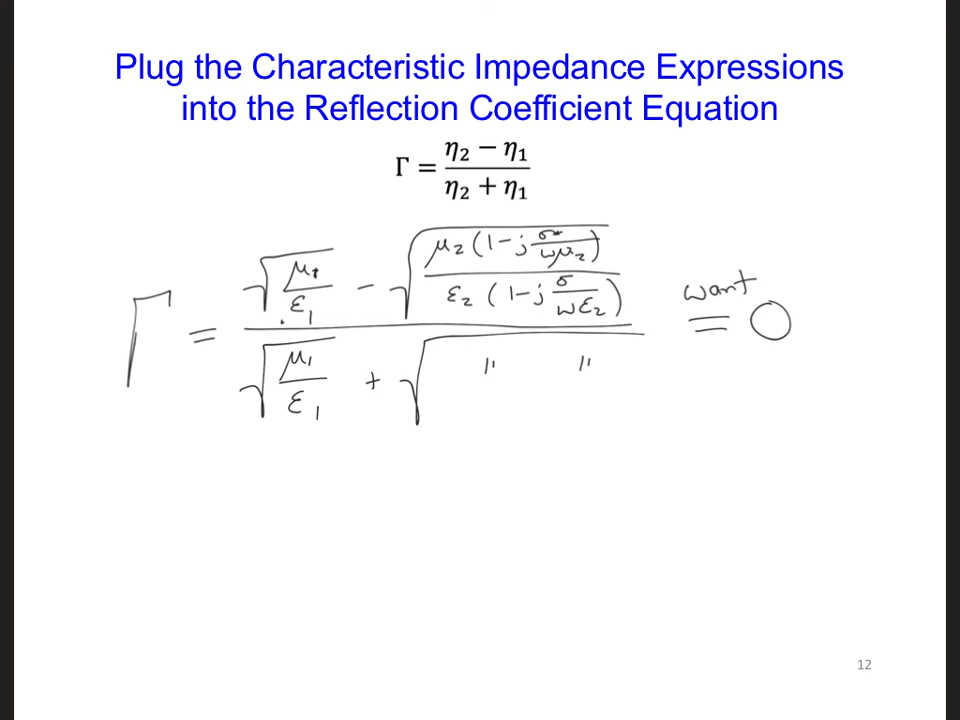 Plug the Characteristic Impedance Expressions
into the Reflection Coefficient Equation
Γ = (η₂ − η₁) / (η₂ + η₁)
Γ = (√(μ₁/ε₁) − √(μ₂(1−j σ*/ωμ₂) / ε₂(1−j σ/ωε₂))) / (√(μ₁/ε₁) + √(" ")) want = 0
12